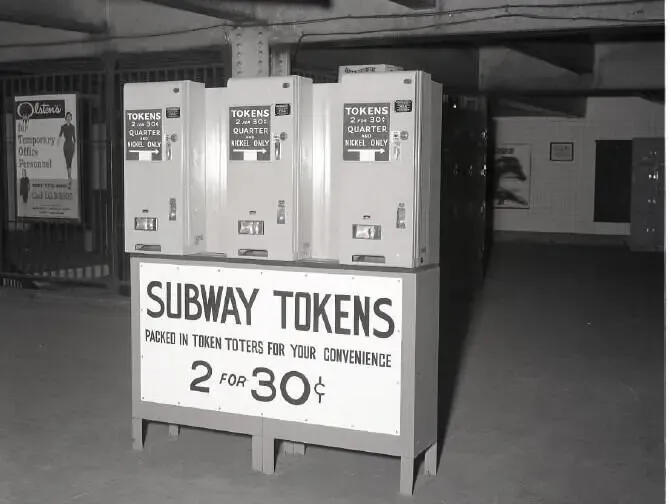 Olsten's
for
Temporary
Office
Personnel
TOKENS
2 FOR 30¢
QUARTER
AND
NICKEL ONLY
TOKENS
2 FOR 30¢
QUARTER
AND
NICKEL ONLY
TOKENS
2 FOR 30¢
QUARTER
AND
NICKEL ONLY
SUBWAY TOKENS
PACKED IN TOKEN TOTERS FOR YOUR CONVENIENCE
2 FOR 30¢